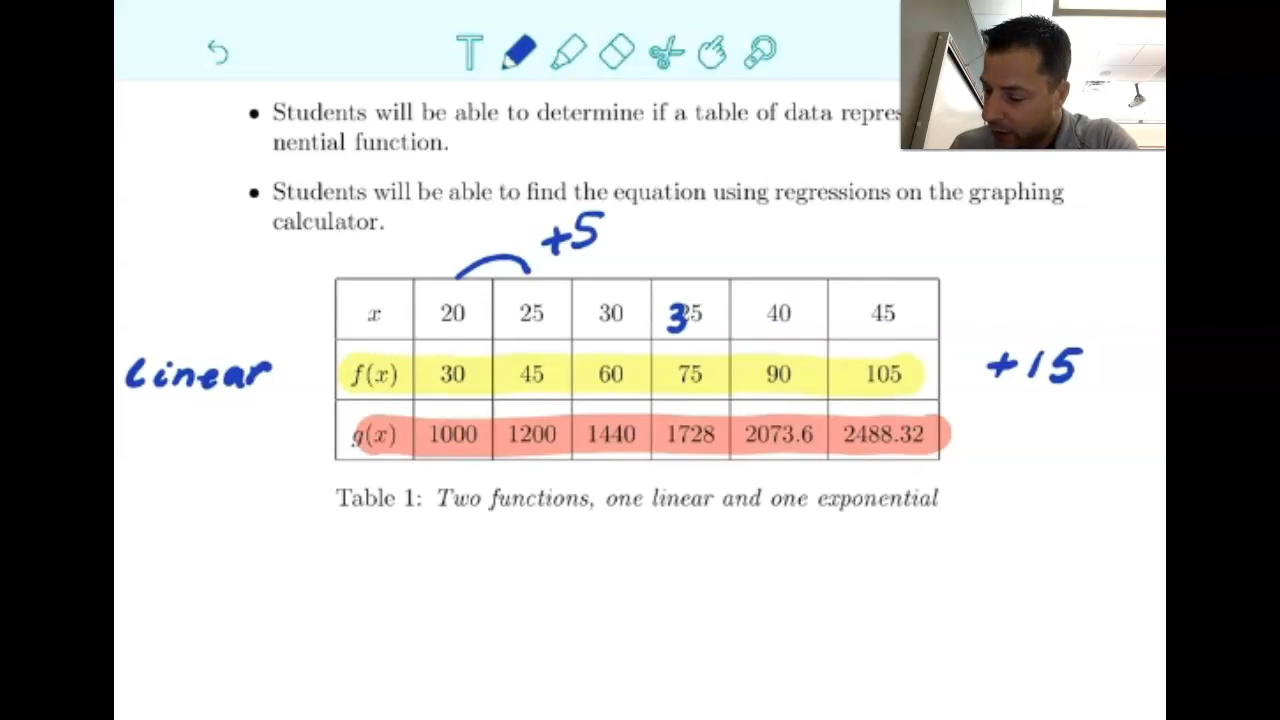 T
• Students will be able to determine if a table of data repres
nential function.
• Students will be able to find the equation using regressions on the graphing
calculator.
+5
x 20 25 30 325 40 45
Linear f(x) 30 45 60 75 90 105 +15
g(x) 1000 1200 1440 1728 2073.6 2488.32
Table 1: Two functions, one linear and one exponential